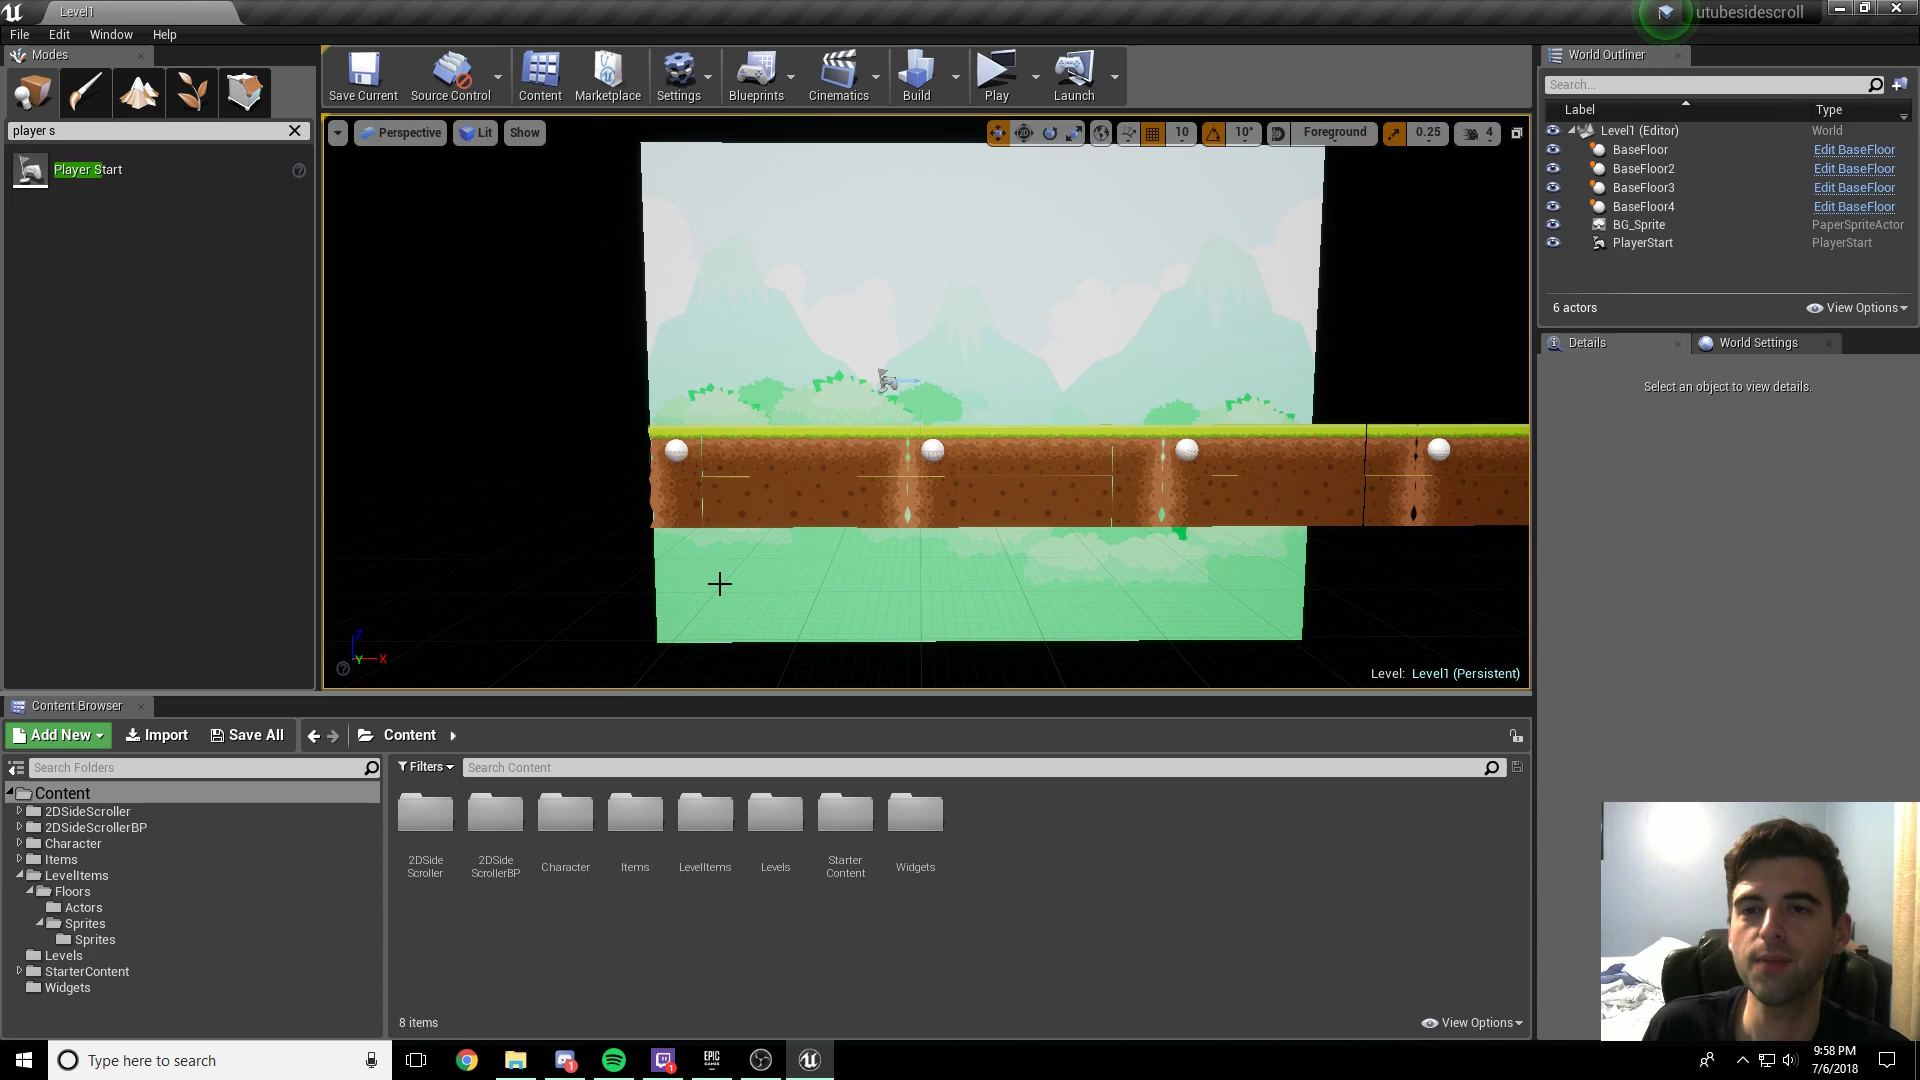 Level1
utubesidescroll
File Edit Window Help
Modes
World Outliner
Save Current
Source Control
Content
Marketplace
Settings
Blueprints
Cinematics
Build
Play
Launch
Search...
Label
Type
player s
Perspective
Lit
Show
10
10°
Foreground
0.25
4
Level1 (Editor) World
BaseFloor Edit BaseFloor
BaseFloor2 Edit BaseFloor
BaseFloor3 Edit BaseFloor
BaseFloor4 Edit BaseFloor
BG_Sprite PaperSpriteActor
PlayerStart PlayerStart
Player Start
6 actors
View Options
Details
World Settings
Select an object to view details.
Z
Y
X
Level: Level1 (Persistent)
Content Browser
Add New
Import
Save All
Content
Search Folders
Filters
Search Content
Content
2DSideScroller
2DSideScrollerBP
Character
Items
LevelItems
Floors
Actors
Sprites
Sprites
Levels
StarterContent
Widgets
2DSide
Scroller
2DSide
ScrollerBP
Character
Items
LevelItems
Levels
Starter
Content
Widgets
8 items
View Options
Type here to search
1
1
EPIC
GAMES
9:58 PM
7/6/2018